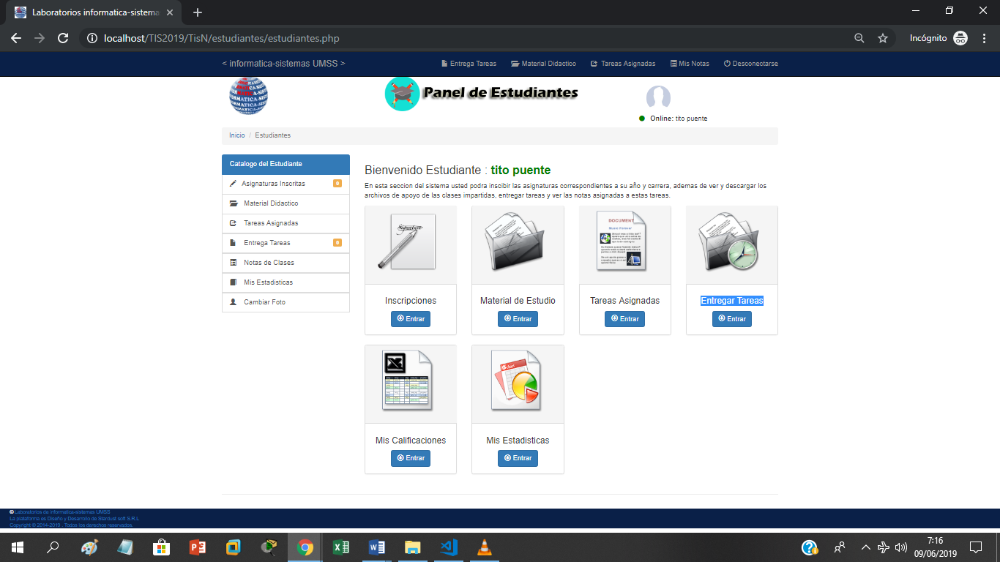 Laboratorios informatica-sistema
localhost/TIS2019/TisN/estudiantes/estudiantes.php
Incógnito
< informatica-sistemas UMSS >
Entrega Tareas
Material Didactico
Tareas Asignadas
Mis Notas
Desconectarse
Panel de Estudiantes
Online: tito puente
Inicio / Estudiantes
Catalogo del Estudiante
Asignaturas Inscritas 0
Material Didactico
Tareas Asignadas
Entrega Tareas 0
Notas de Clases
Mis Estadisticas
Cambiar Foto
Bienvenido Estudiante : tito puente
En esta seccion del sistema usted podra inscibir las asignaturas correspondientes a su año y carrera, ademas de ver y descargar los
archivos de apoyo de las clases impartidas, entregar tareas y ver las notas asignadas a estas tareas.
Signature
DOCUMENT
Inscripciones
Entrar
Material de Estudio
Entrar
Tareas Asignadas
Entrar
Entregar Tareas
Entrar
Mis Calificaciones
Entrar
Mis Estadisticas
Entrar
© Laboratorios de informatica-sistemas UMSS
La plataforma es Diseño y Desarrollo de Stardust soft S.R.L
Copyright © 2014-2019 . Todos los derechos reservados.
7:16
09/06/2019